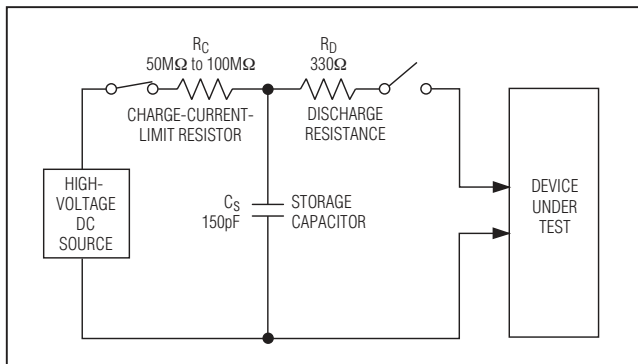 R_C
50MΩ to 100MΩ
CHARGE-CURRENT-
LIMIT RESISTOR
R_D
330Ω
DISCHARGE
RESISTANCE
HIGH-
VOLTAGE
DC
SOURCE
C_S
150pF
STORAGE
CAPACITOR
DEVICE
UNDER
TEST